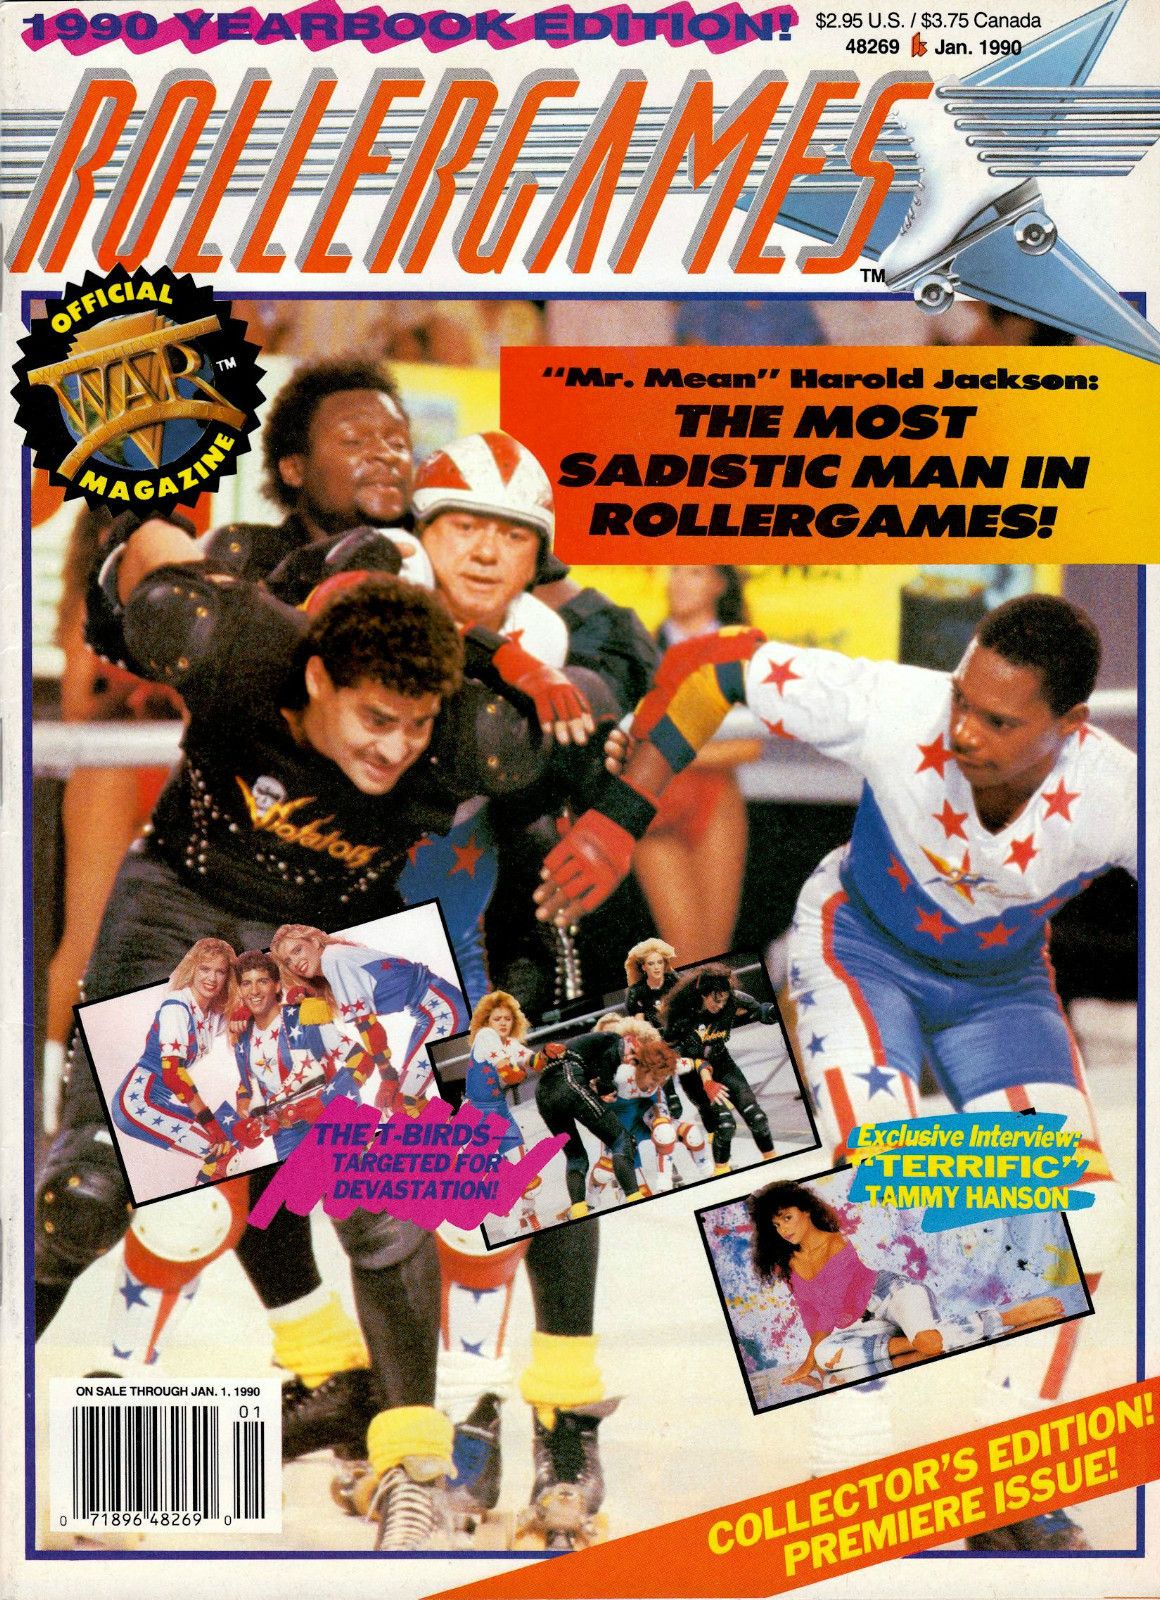 1990 YEARBOOK EDITION!
$2.95 U.S. / $3.75 Canada
48269 Jan. 1990
ROLLERGAMES
TM
OFFICIAL
WAR
TM
MAGAZINE
"Mr. Mean" Harold Jackson:
THE MOST
SADISTIC MAN IN
ROLLERGAMES!
Violators
THE T-BIRDS—
TARGETED FOR
DEVASTATION!
Exclusive Interview:
"TERRIFIC"
TAMMY HANSON
ON SALE THROUGH JAN. 1, 1990
01
0 71896 48269 0
COLLECTOR'S EDITION!
PREMIERE ISSUE!